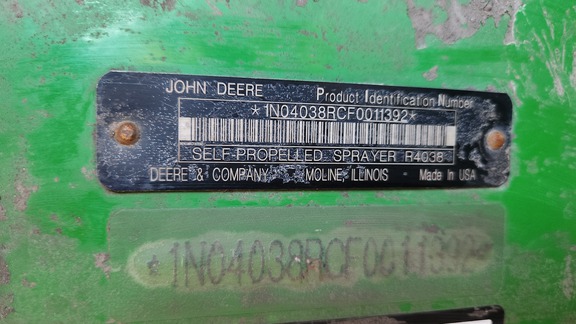 JOHN DEERE Product Identification Number
*1N04038RCF0011392*
SELF-PROPELLED SPRAYER R4038
DEERE & COMPANY MOLINE, ILLINOIS Made In USA
*1N04038RCF0011392*